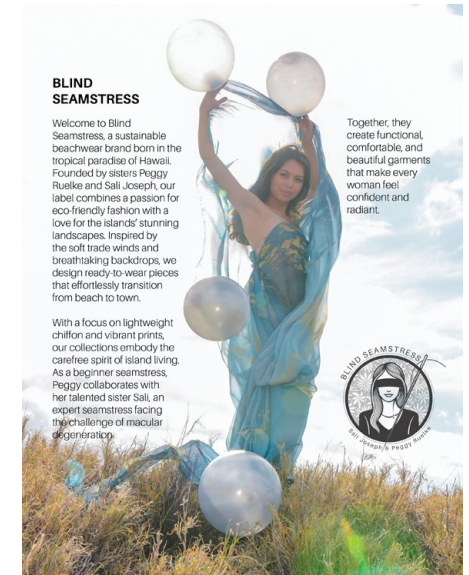 BLIND
SEAMSTRESS
Welcome to Blind
Seamstress, a sustainable
beachwear brand born in the
tropical paradise of Hawaii.
Founded by sisters Peggy
Ruelke and Sali Joseph, our
label combines a passion for
eco-friendly fashion with a
love for the islands' stunning
landscapes. Inspired by
the soft trade winds and
breathtaking backdrops, we
design ready-to-wear pieces
that effortlessly transition
from beach to town.
With a focus on lightweight
chiffon and vibrant prints,
our collections embody the
carefree spirit of island living.
As a beginner seamstress,
Peggy collaborates with
her talented sister Sali, an
expert seamstress facing
the challenge of macular
degeneration.
Together, they
create functional,
comfortable, and
beautiful garments
that make every
woman feel
confident and
radiant.
BLIND SEAMSTRESS
Sali Joseph & Peggy Ruelke